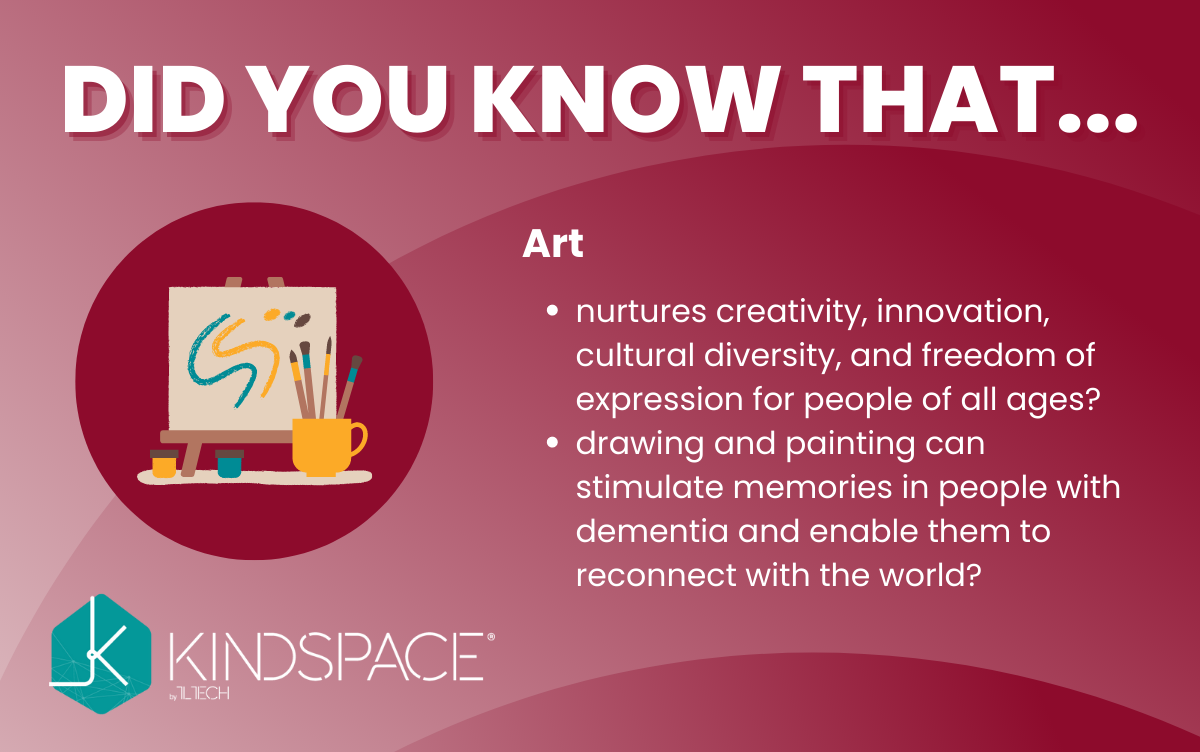 DID YOU KNOW THAT...
Art
• nurtures creativity, innovation,
cultural diversity, and freedom of
expression for people of all ages?
• drawing and painting can
stimulate memories in people with
dementia and enable them to
reconnect with the world?
KINDSPACE®
by 1LTECH